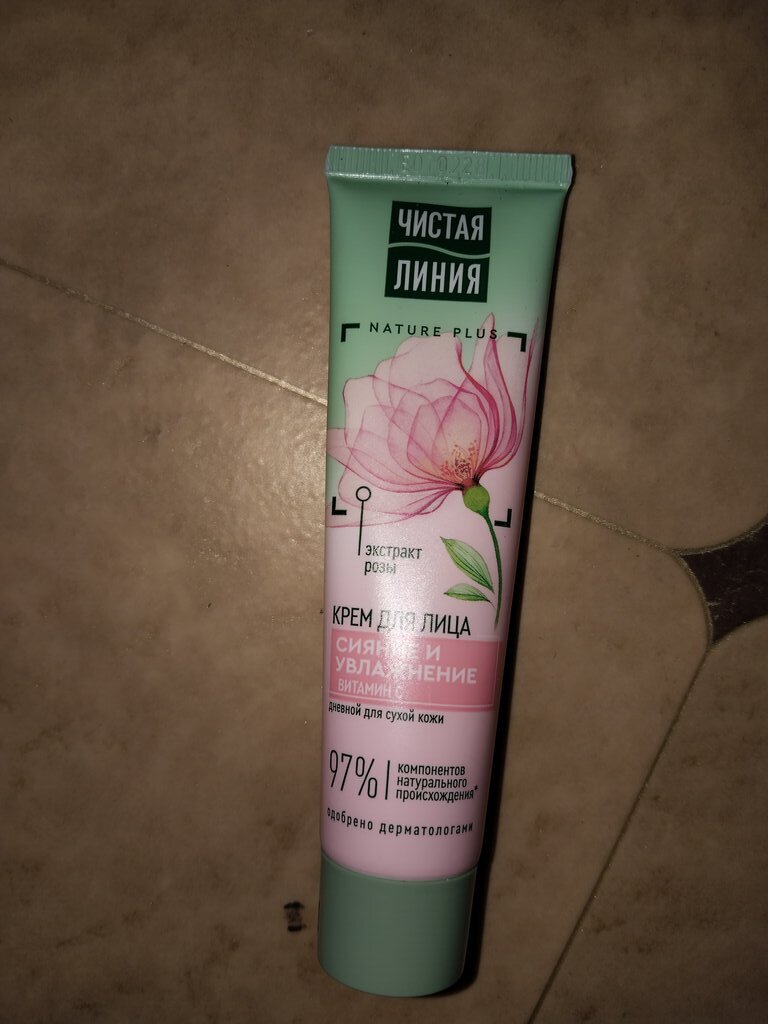 ЧИСТАЯ
ЛИНИЯ
NATURE PLUS
экстракт
розы
КРЕМ ДЛЯ ЛИЦА
СИЯНИЕ И
УВЛАЖНЕНИЕ
ВИТАМИН С
дневной для сухой кожи
97%
компонентов
натурального
происхождения*
одобрено дерматологами